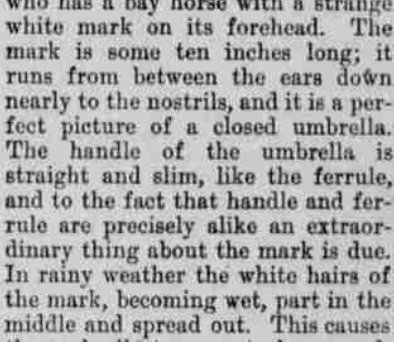 who has a bay horse with a strange
white mark on its forehead. The
mark is some ten inches long; it
runs from between the ears down
nearly to the nostrils, and it is a per-
fect picture of a closed umbrella.
The handle of the umbrella is
straight and slim, like the ferrule,
and to the fact that handle and fer-
rule are precisely alike an extraor-
dinary thing about the mark is due.
In rainy weather the white hairs of
the mark, becoming wet, part in the
middle and spread out. This causes